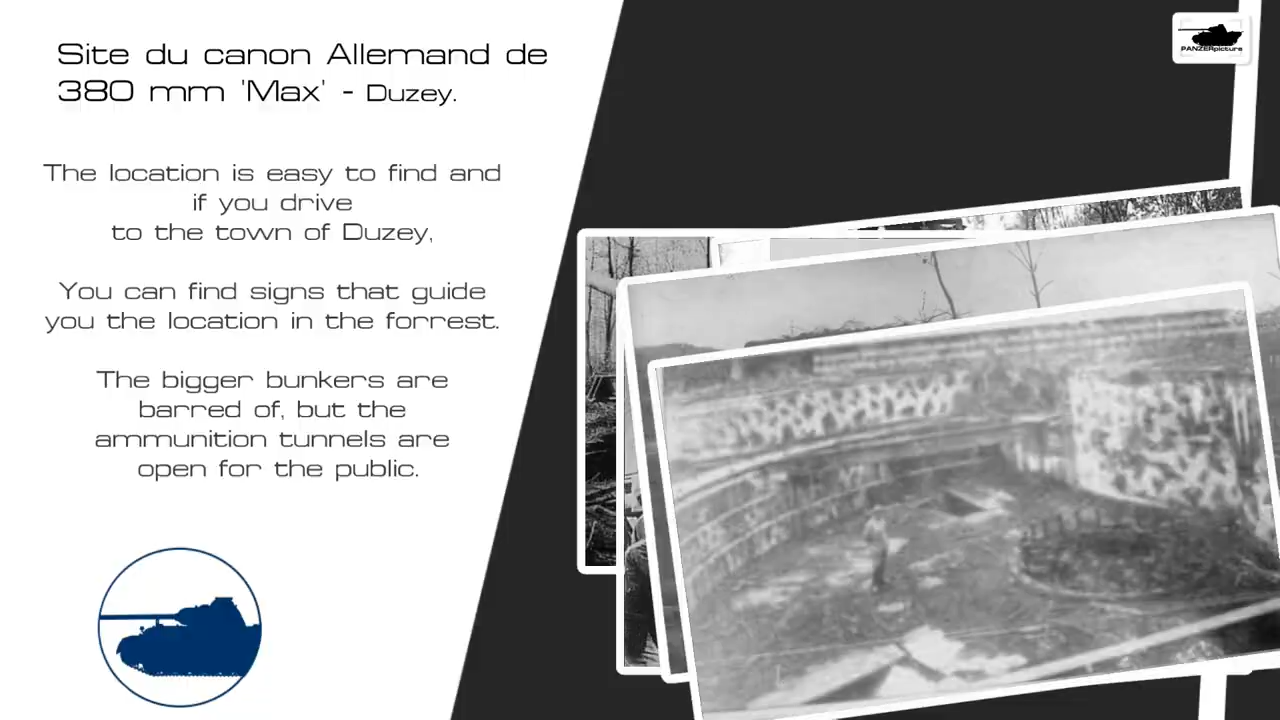 Site du canon Allemand de
380 mm 'Max' - Duzey.
The location is easy to find and
if you drive
to the town of Duzey,
You can find signs that guide
you the location in the forrest.
The bigger bunkers are
barred of, but the
ammunition tunnels are
open for the public.
PANZERpicture